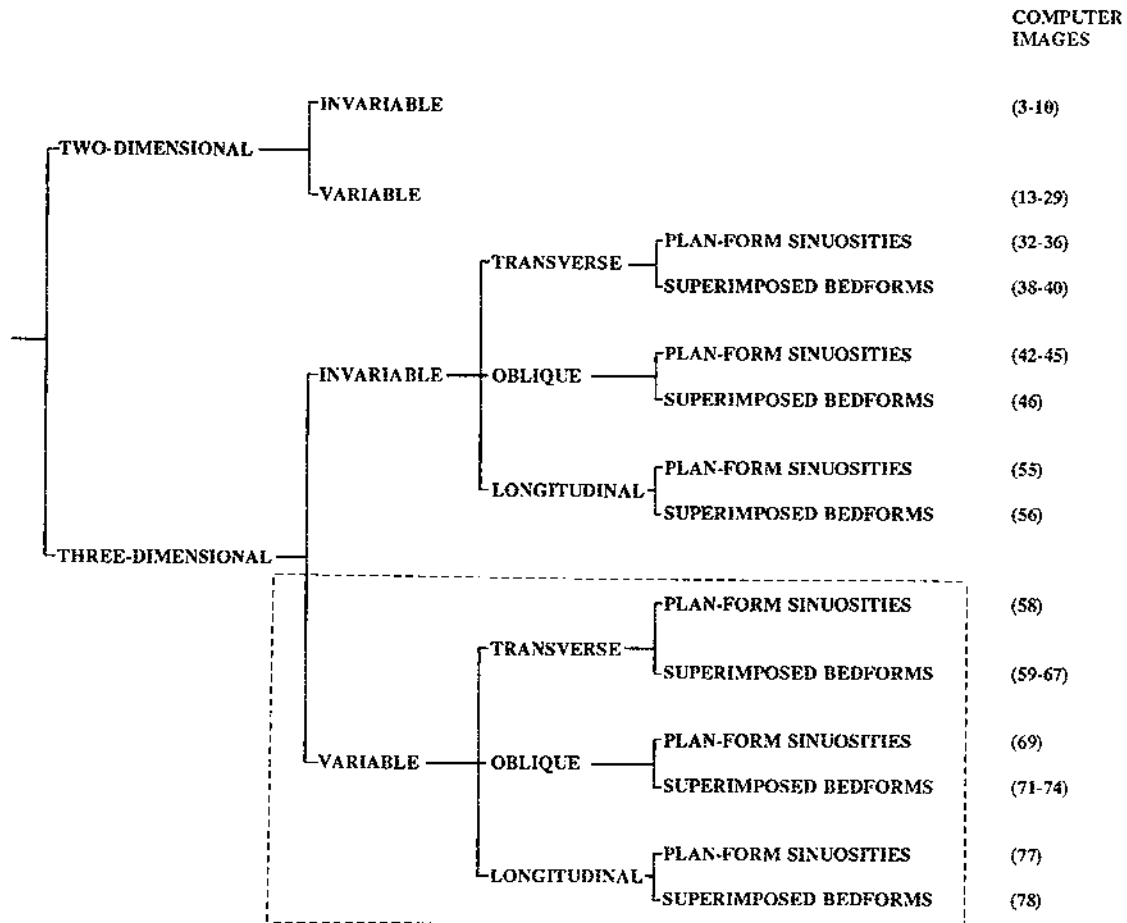 COMPUTER
IMAGES
INVARIABLE (3-10)
TWO-DIMENSIONAL
VARIABLE (13-29)
PLAN-FORM SINUOSITIES (32-36)
TRANSVERSE
SUPERIMPOSED BEDFORMS (38-40)
PLAN-FORM SINUOSITIES (42-45)
INVARIABLE OBLIQUE
SUPERIMPOSED BEDFORMS (46)
PLAN-FORM SINUOSITIES (55)
LONGITUDINAL
SUPERIMPOSED BEDFORMS (56)
THREE-DIMENSIONAL
PLAN-FORM SINUOSITIES (58)
TRANSVERSE
SUPERIMPOSED BEDFORMS (59-67)
PLAN-FORM SINUOSITIES (69)
VARIABLE OBLIQUE
SUPERIMPOSED BEDFORMS (71-74)
PLAN-FORM SINUOSITIES (77)
LONGITUDINAL
SUPERIMPOSED BEDFORMS (78)